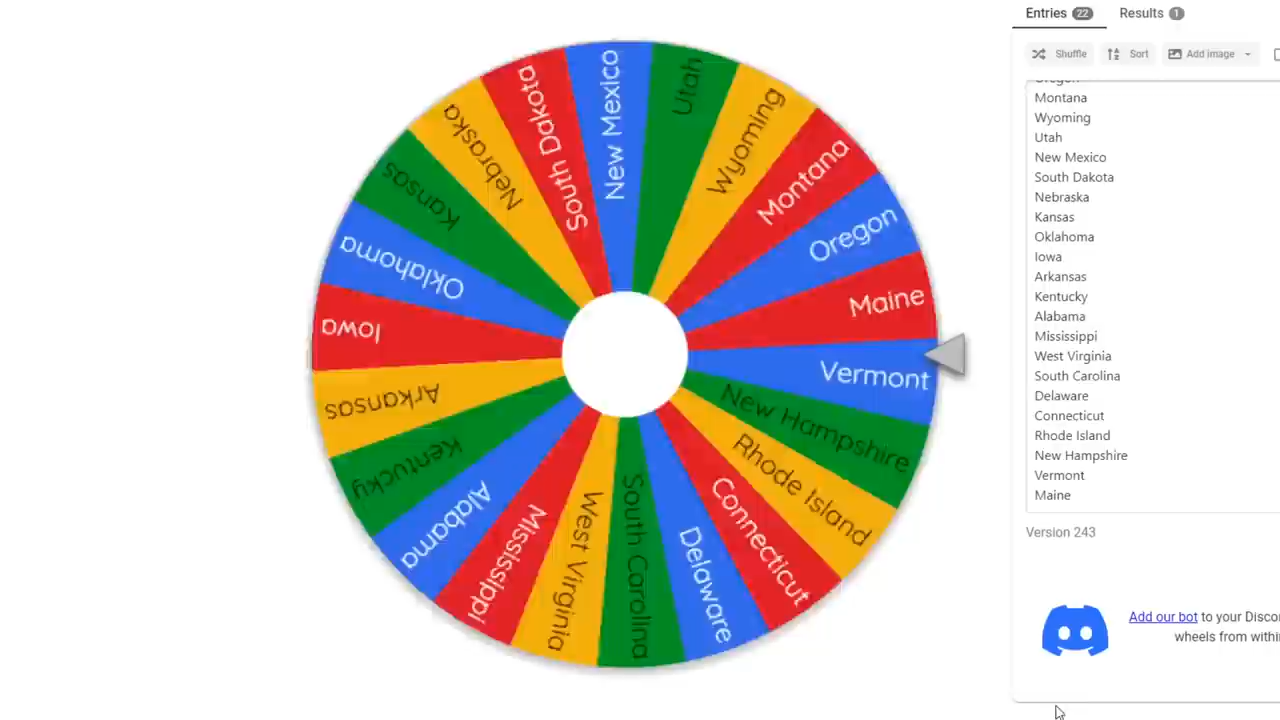 Entries 22 Results 1
Shuffle Sort Add image
Oregon
Montana
Wyoming
Utah
New Mexico
South Dakota
Nebraska
Kansas
Oklahoma
Iowa
Arkansas
Kentucky
Alabama
Mississippi
West Virginia
South Carolina
Delaware
Connecticut
Rhode Island
New Hampshire
Vermont
Maine
Version 243
Add our bot to your Disco
wheels from withi
New Mexico
Utah
Wyoming
Montana
Oregon
Maine
Vermont
New Hampshire
Rhode Island
Connecticut
Delaware
South Carolina
West Virginia
Mississippi
Alabama
Kentucky
Arkansas
Iowa
Oklahoma
Kansas
Nebraska
South Dakota